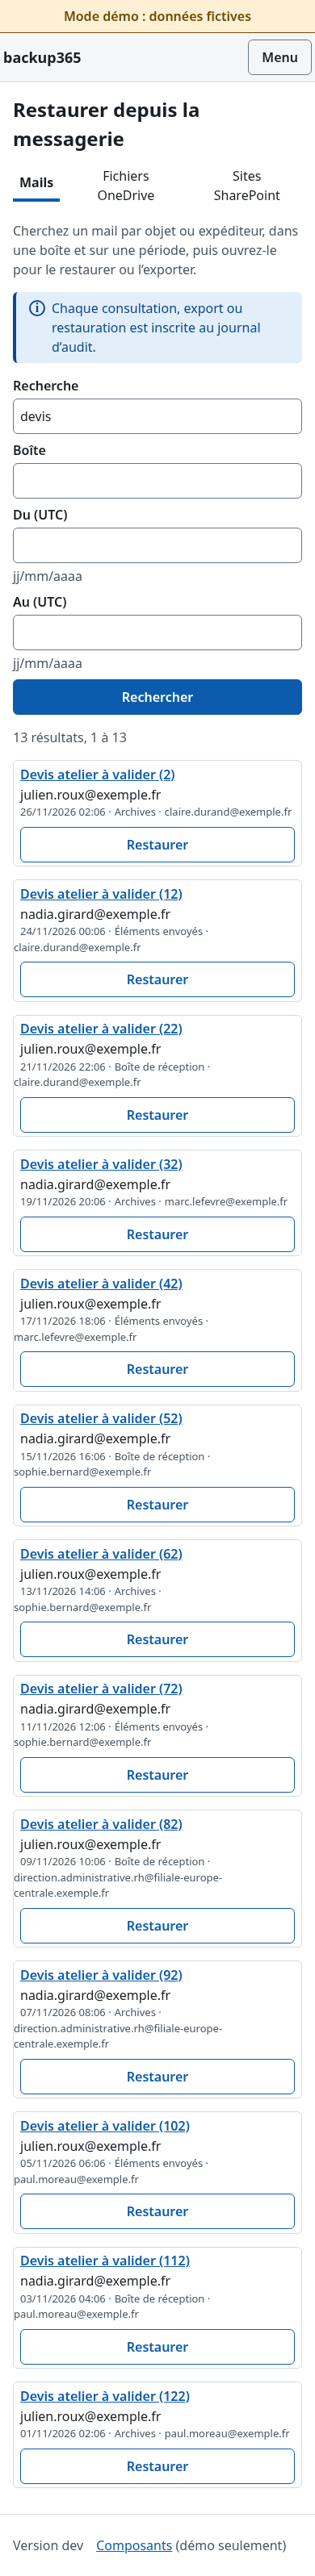 Mode démo : données fictives
backup365
Menu
Restaurer depuis la
messagerie
Mails
Fichiers
OneDrive
Sites
SharePoint
Cherchez un mail par objet ou expéditeur, dans
une boîte et sur une période, puis ouvrez-le
pour le restaurer ou l’exporter.
Chaque consultation, export ou
restauration est inscrite au journal
d’audit.
Recherche
devis
Boîte
Du (UTC)
jj/mm/aaaa
Au (UTC)
jj/mm/aaaa
Rechercher
13 résultats, 1 à 13
Devis atelier à valider (2)
julien.roux@exemple.fr
26/11/2026 02:06 · Archives · claire.durand@exemple.fr
Restaurer
Devis atelier à valider (12)
nadia.girard@exemple.fr
24/11/2026 00:06 · Éléments envoyés ·
claire.durand@exemple.fr
Restaurer
Devis atelier à valider (22)
julien.roux@exemple.fr
21/11/2026 22:06 · Boîte de réception ·
claire.durand@exemple.fr
Restaurer
Devis atelier à valider (32)
nadia.girard@exemple.fr
19/11/2026 20:06 · Archives · marc.lefevre@exemple.fr
Restaurer
Devis atelier à valider (42)
julien.roux@exemple.fr
17/11/2026 18:06 · Éléments envoyés ·
marc.lefevre@exemple.fr
Restaurer
Devis atelier à valider (52)
nadia.girard@exemple.fr
15/11/2026 16:06 · Boîte de réception ·
sophie.bernard@exemple.fr
Restaurer
Devis atelier à valider (62)
julien.roux@exemple.fr
13/11/2026 14:06 · Archives ·
sophie.bernard@exemple.fr
Restaurer
Devis atelier à valider (72)
nadia.girard@exemple.fr
11/11/2026 12:06 · Éléments envoyés ·
sophie.bernard@exemple.fr
Restaurer
Devis atelier à valider (82)
julien.roux@exemple.fr
09/11/2026 10:06 · Boîte de réception ·
direction.administrative.rh@filiale-europe-
centrale.exemple.fr
Restaurer
Devis atelier à valider (92)
nadia.girard@exemple.fr
07/11/2026 08:06 · Archives ·
direction.administrative.rh@filiale-europe-
centrale.exemple.fr
Restaurer
Devis atelier à valider (102)
julien.roux@exemple.fr
05/11/2026 06:06 · Éléments envoyés ·
paul.moreau@exemple.fr
Restaurer
Devis atelier à valider (112)
nadia.girard@exemple.fr
03/11/2026 04:06 · Boîte de réception ·
paul.moreau@exemple.fr
Restaurer
Devis atelier à valider (122)
julien.roux@exemple.fr
01/11/2026 02:06 · Archives · paul.moreau@exemple.fr
Restaurer
Version dev Composants (démo seulement)